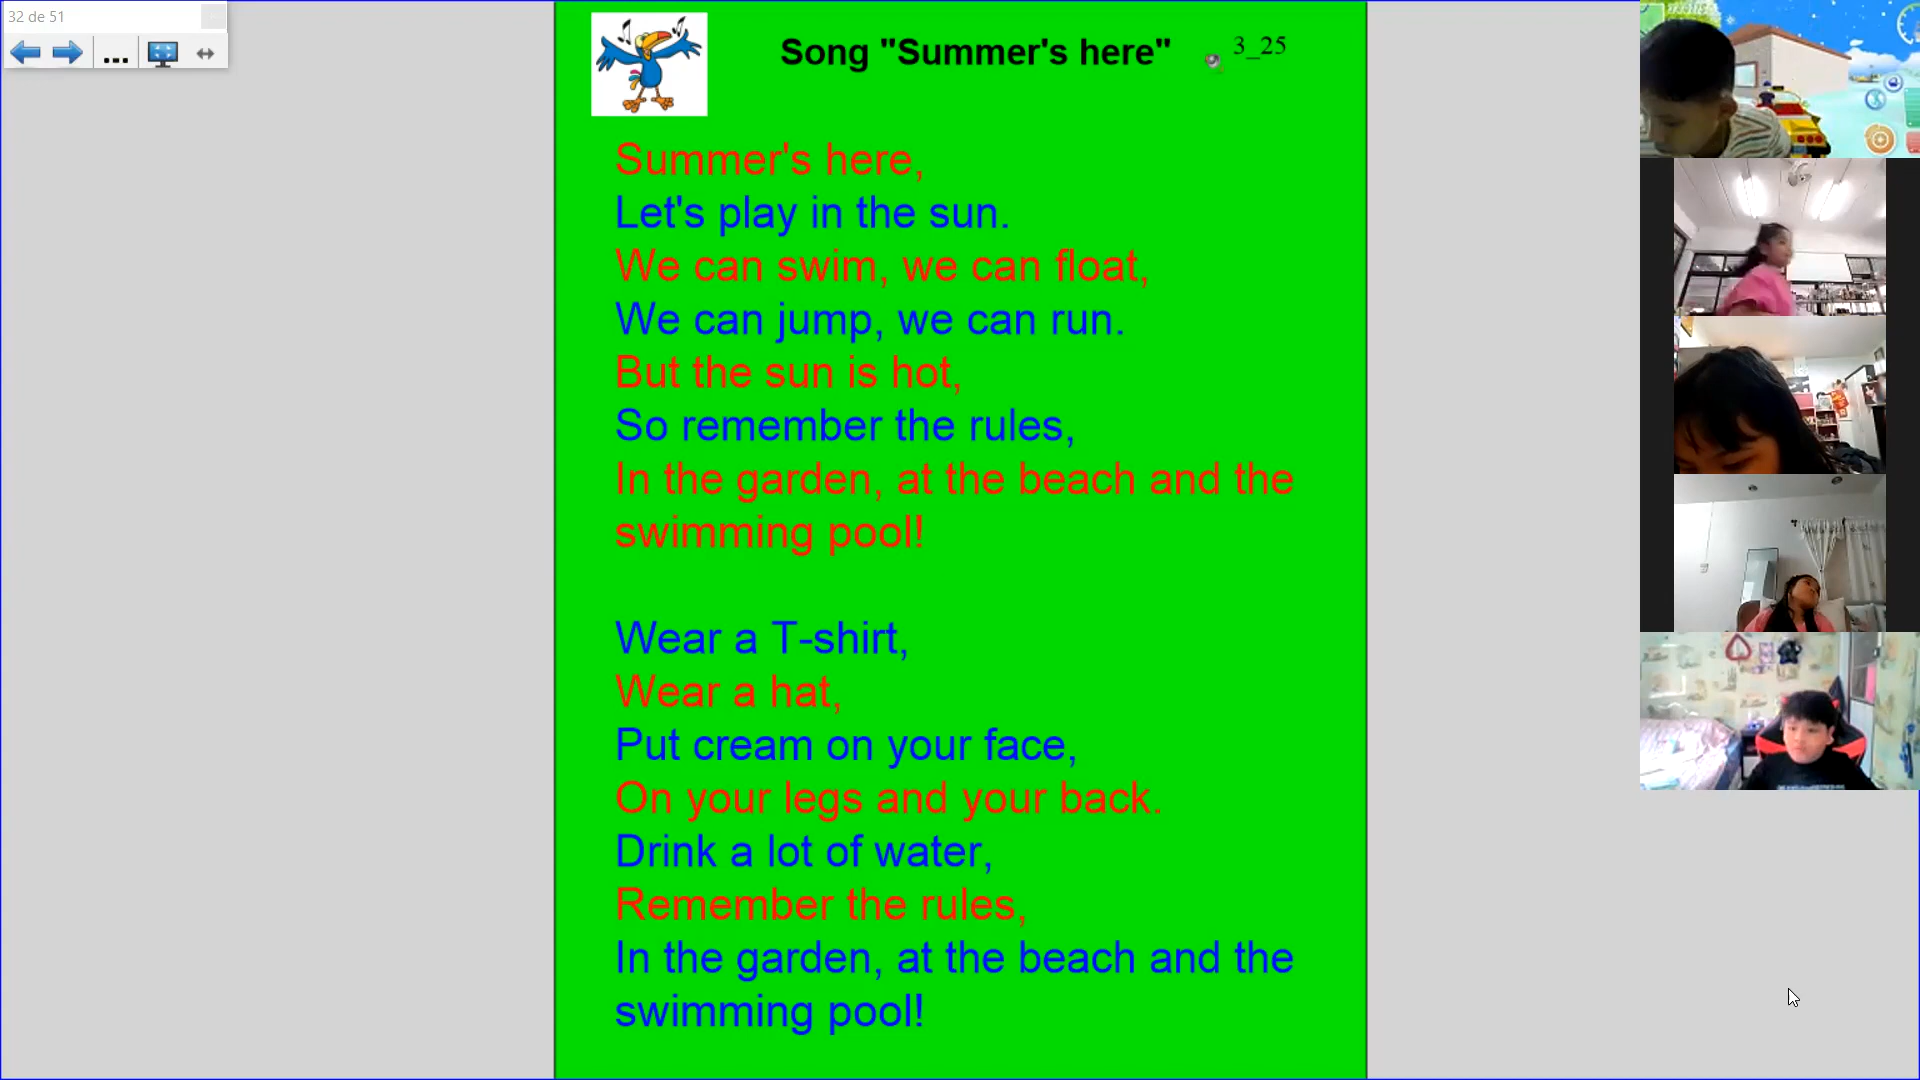 32 de 51
...
Song "Summer's here"
3_25
Summer's here,
Let's play in the sun.
We can swim, we can float,
We can jump, we can run.
But the sun is hot,
So remember the rules,
In the garden, at the beach and the
swimming pool!
Wear a T-shirt,
Wear a hat,
Put cream on your face,
On your legs and your back.
Drink a lot of water,
Remember the rules,
In the garden, at the beach and the
swimming pool!